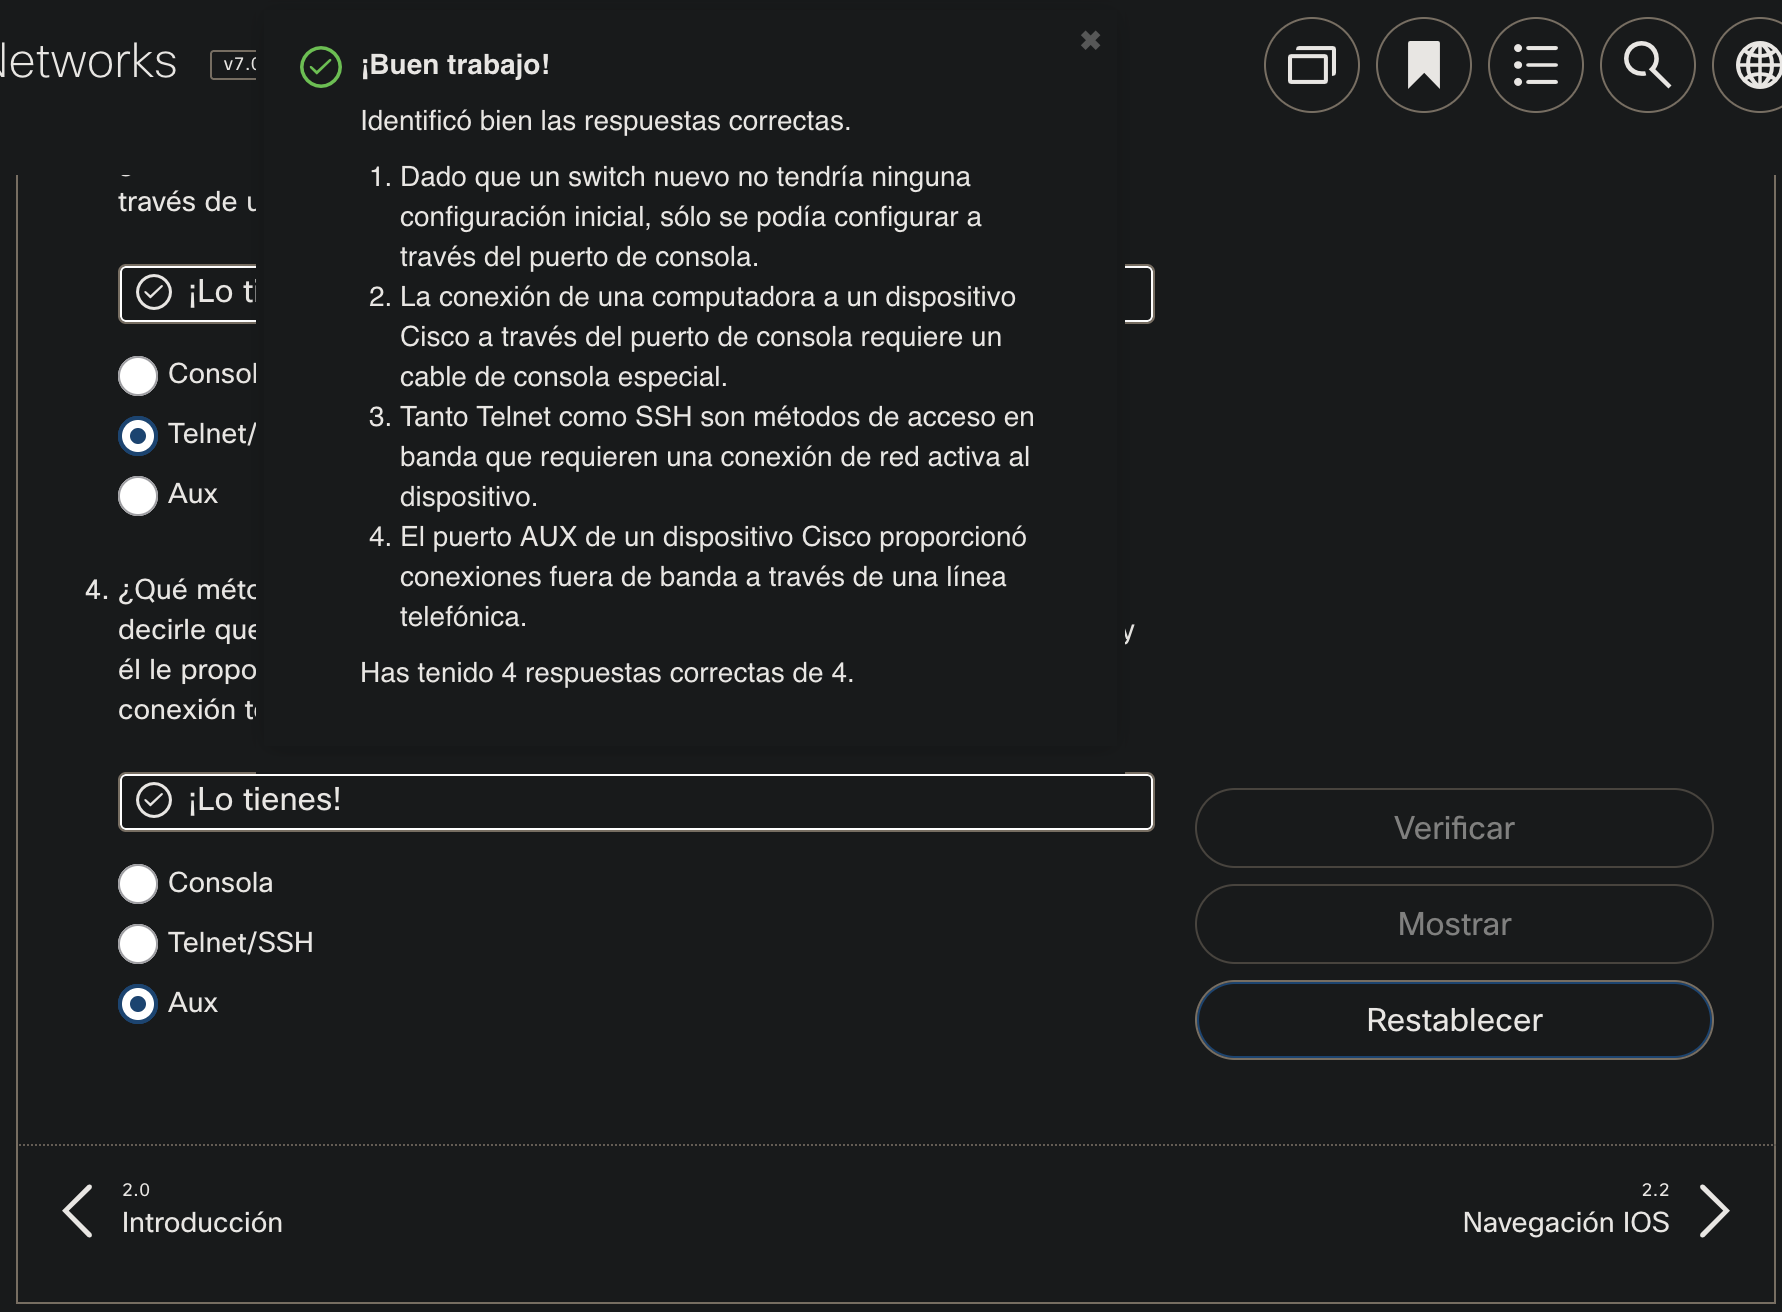 Networks
v7.0
¡Buen trabajo!
Identificó bien las respuestas correctas.
1. Dado que un switch nuevo no tendría ninguna
configuración inicial, sólo se podía configurar a
través del puerto de consola.
2. La conexión de una computadora a un dispositivo
Cisco a través del puerto de consola requiere un
cable de consola especial.
3. Tanto Telnet como SSH son métodos de acceso en
banda que requieren una conexión de red activa al
dispositivo.
4. El puerto AUX de un dispositivo Cisco proporcionó
conexiones fuera de banda a través de una línea
telefónica.
Has tenido 4 respuestas correctas de 4.
través de
¡Lo
Telnet/
Aux
4. ¿Qué
decirle que
y
él le
conexión
¡Lo tienes!
Consola
Telnet/SSH
Aux
Verificar
Mostrar
Restablecer
2.0
Introducción
2.2
Navegación IOS